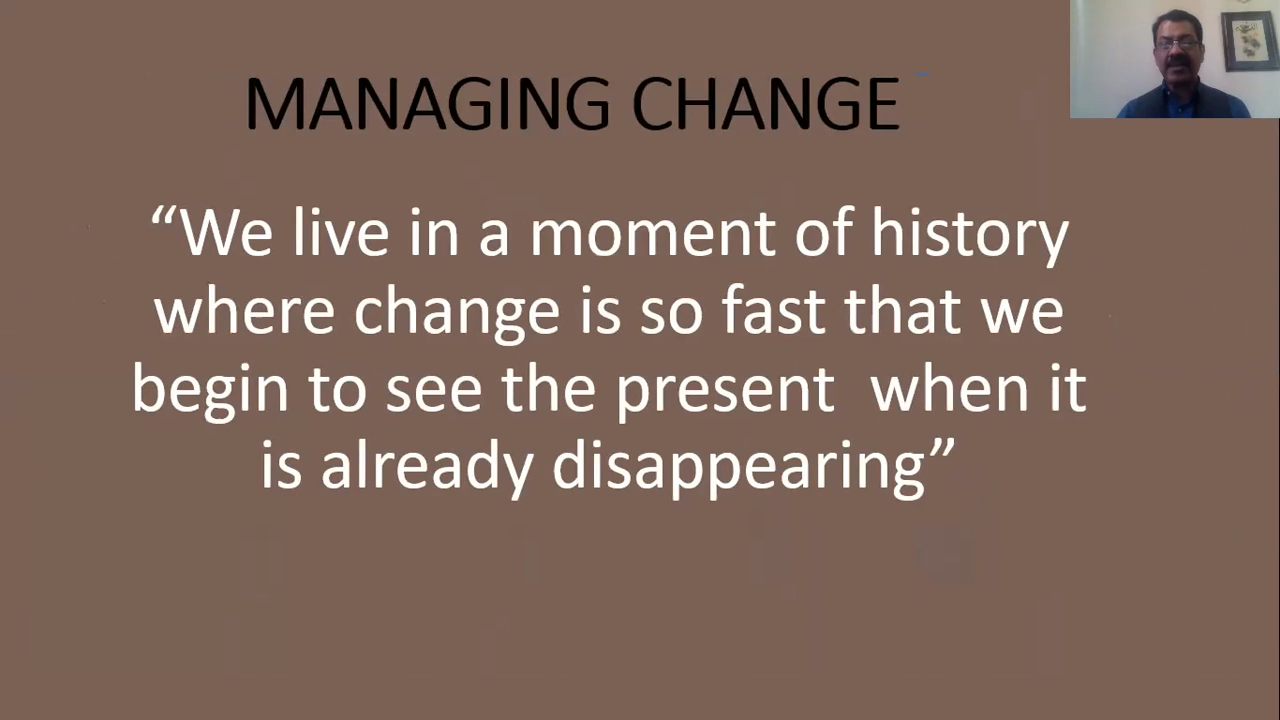 MANAGING CHANGE
“We live in a moment of history
where change is so fast that we
begin to see the present  when it
is already disappearing”